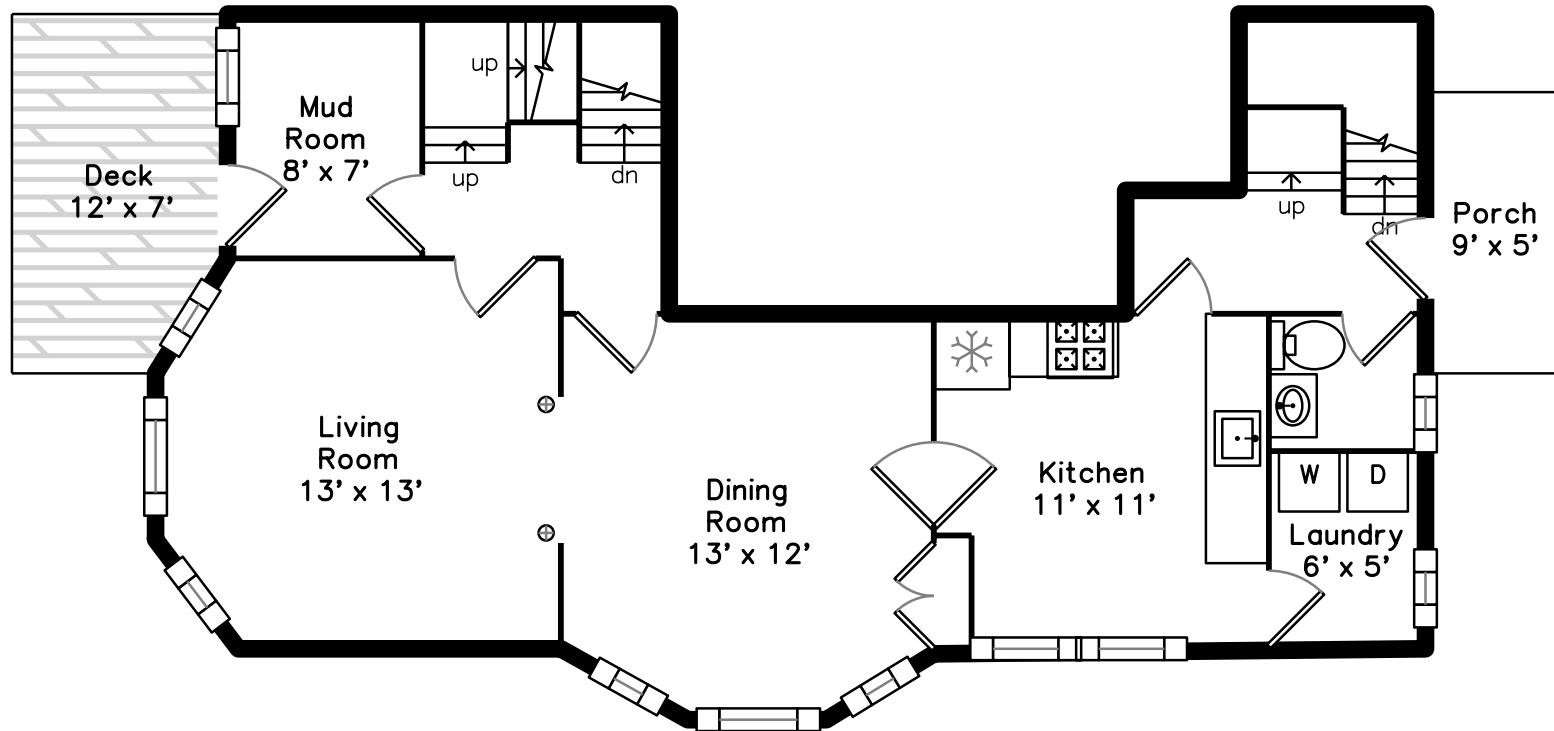 up
Mud
Room
8' x 7'
up
dn
Deck
12' x 7'
up
dn
Porch
9' x 5'
Living
Room
13' x 13'
Dining
Room
13' x 12'
Kitchen
11' x 11'
W
D
Laundry
6' x 5'